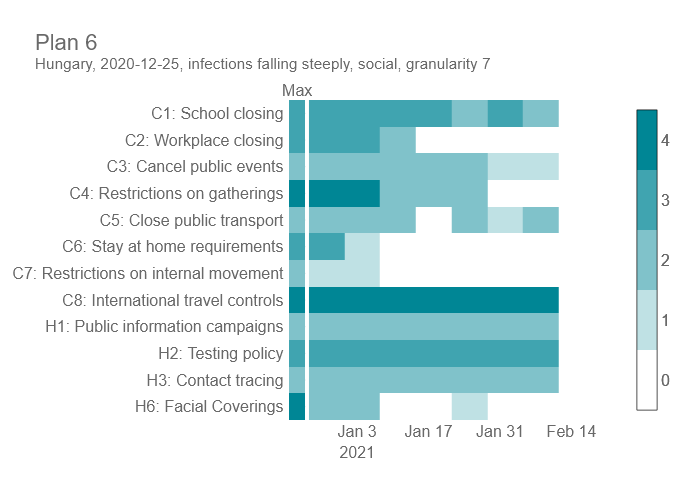 Plan 6
Hungary, 2020-12-25, infections falling steeply, social, granularity 7
Max
C1: School closing
C2: Workplace closing
C3: Cancel public events
C4: Restrictions on gatherings
C5: Close public transport
C6: Stay at home requirements
C7: Restrictions on internal movement
C8: International travel controls
H1: Public information campaigns
H2: Testing policy
H3: Contact tracing
H6: Facial Coverings
Jan 3 Jan 17 Jan 31 Feb 14
2021
4
3
2
1
0